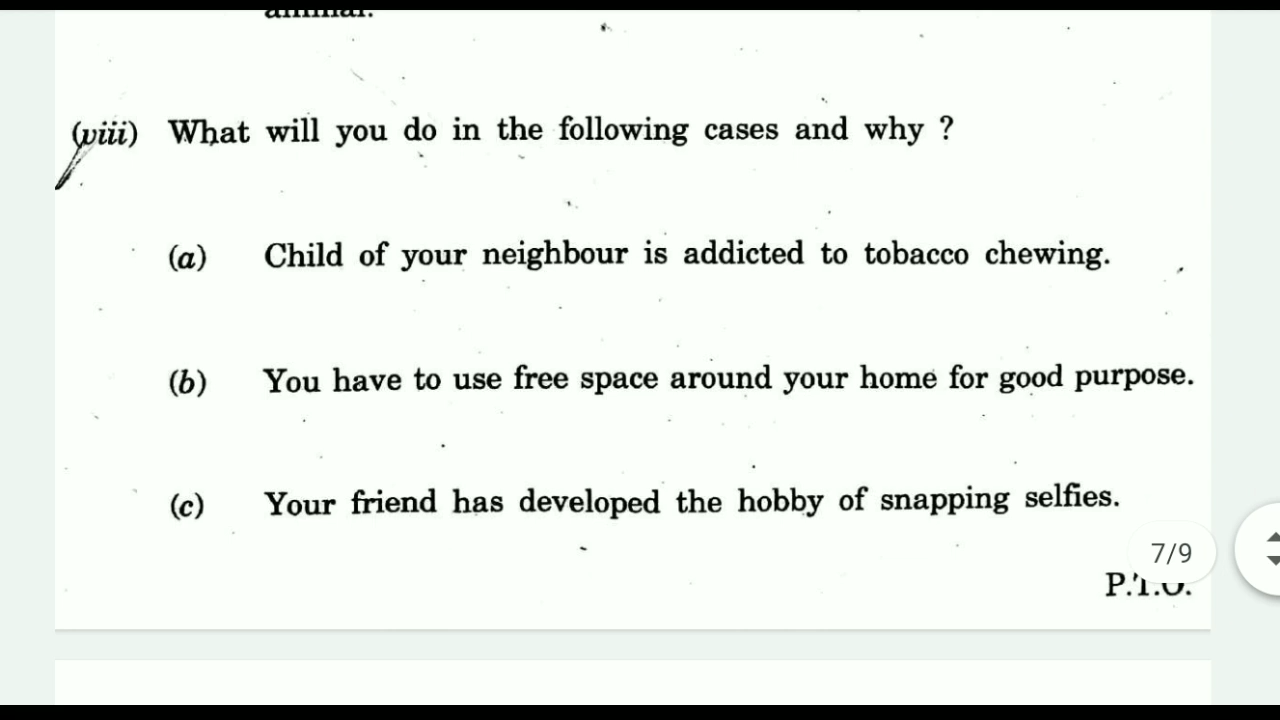 (viii) What will you do in the following cases and why ?
(a) Child of your neighbour is addicted to tobacco chewing.
(b) You have to use free space around your home for good purpose.
(c) Your friend has developed the hobby of snapping selfies.
7/9
P.T.O.